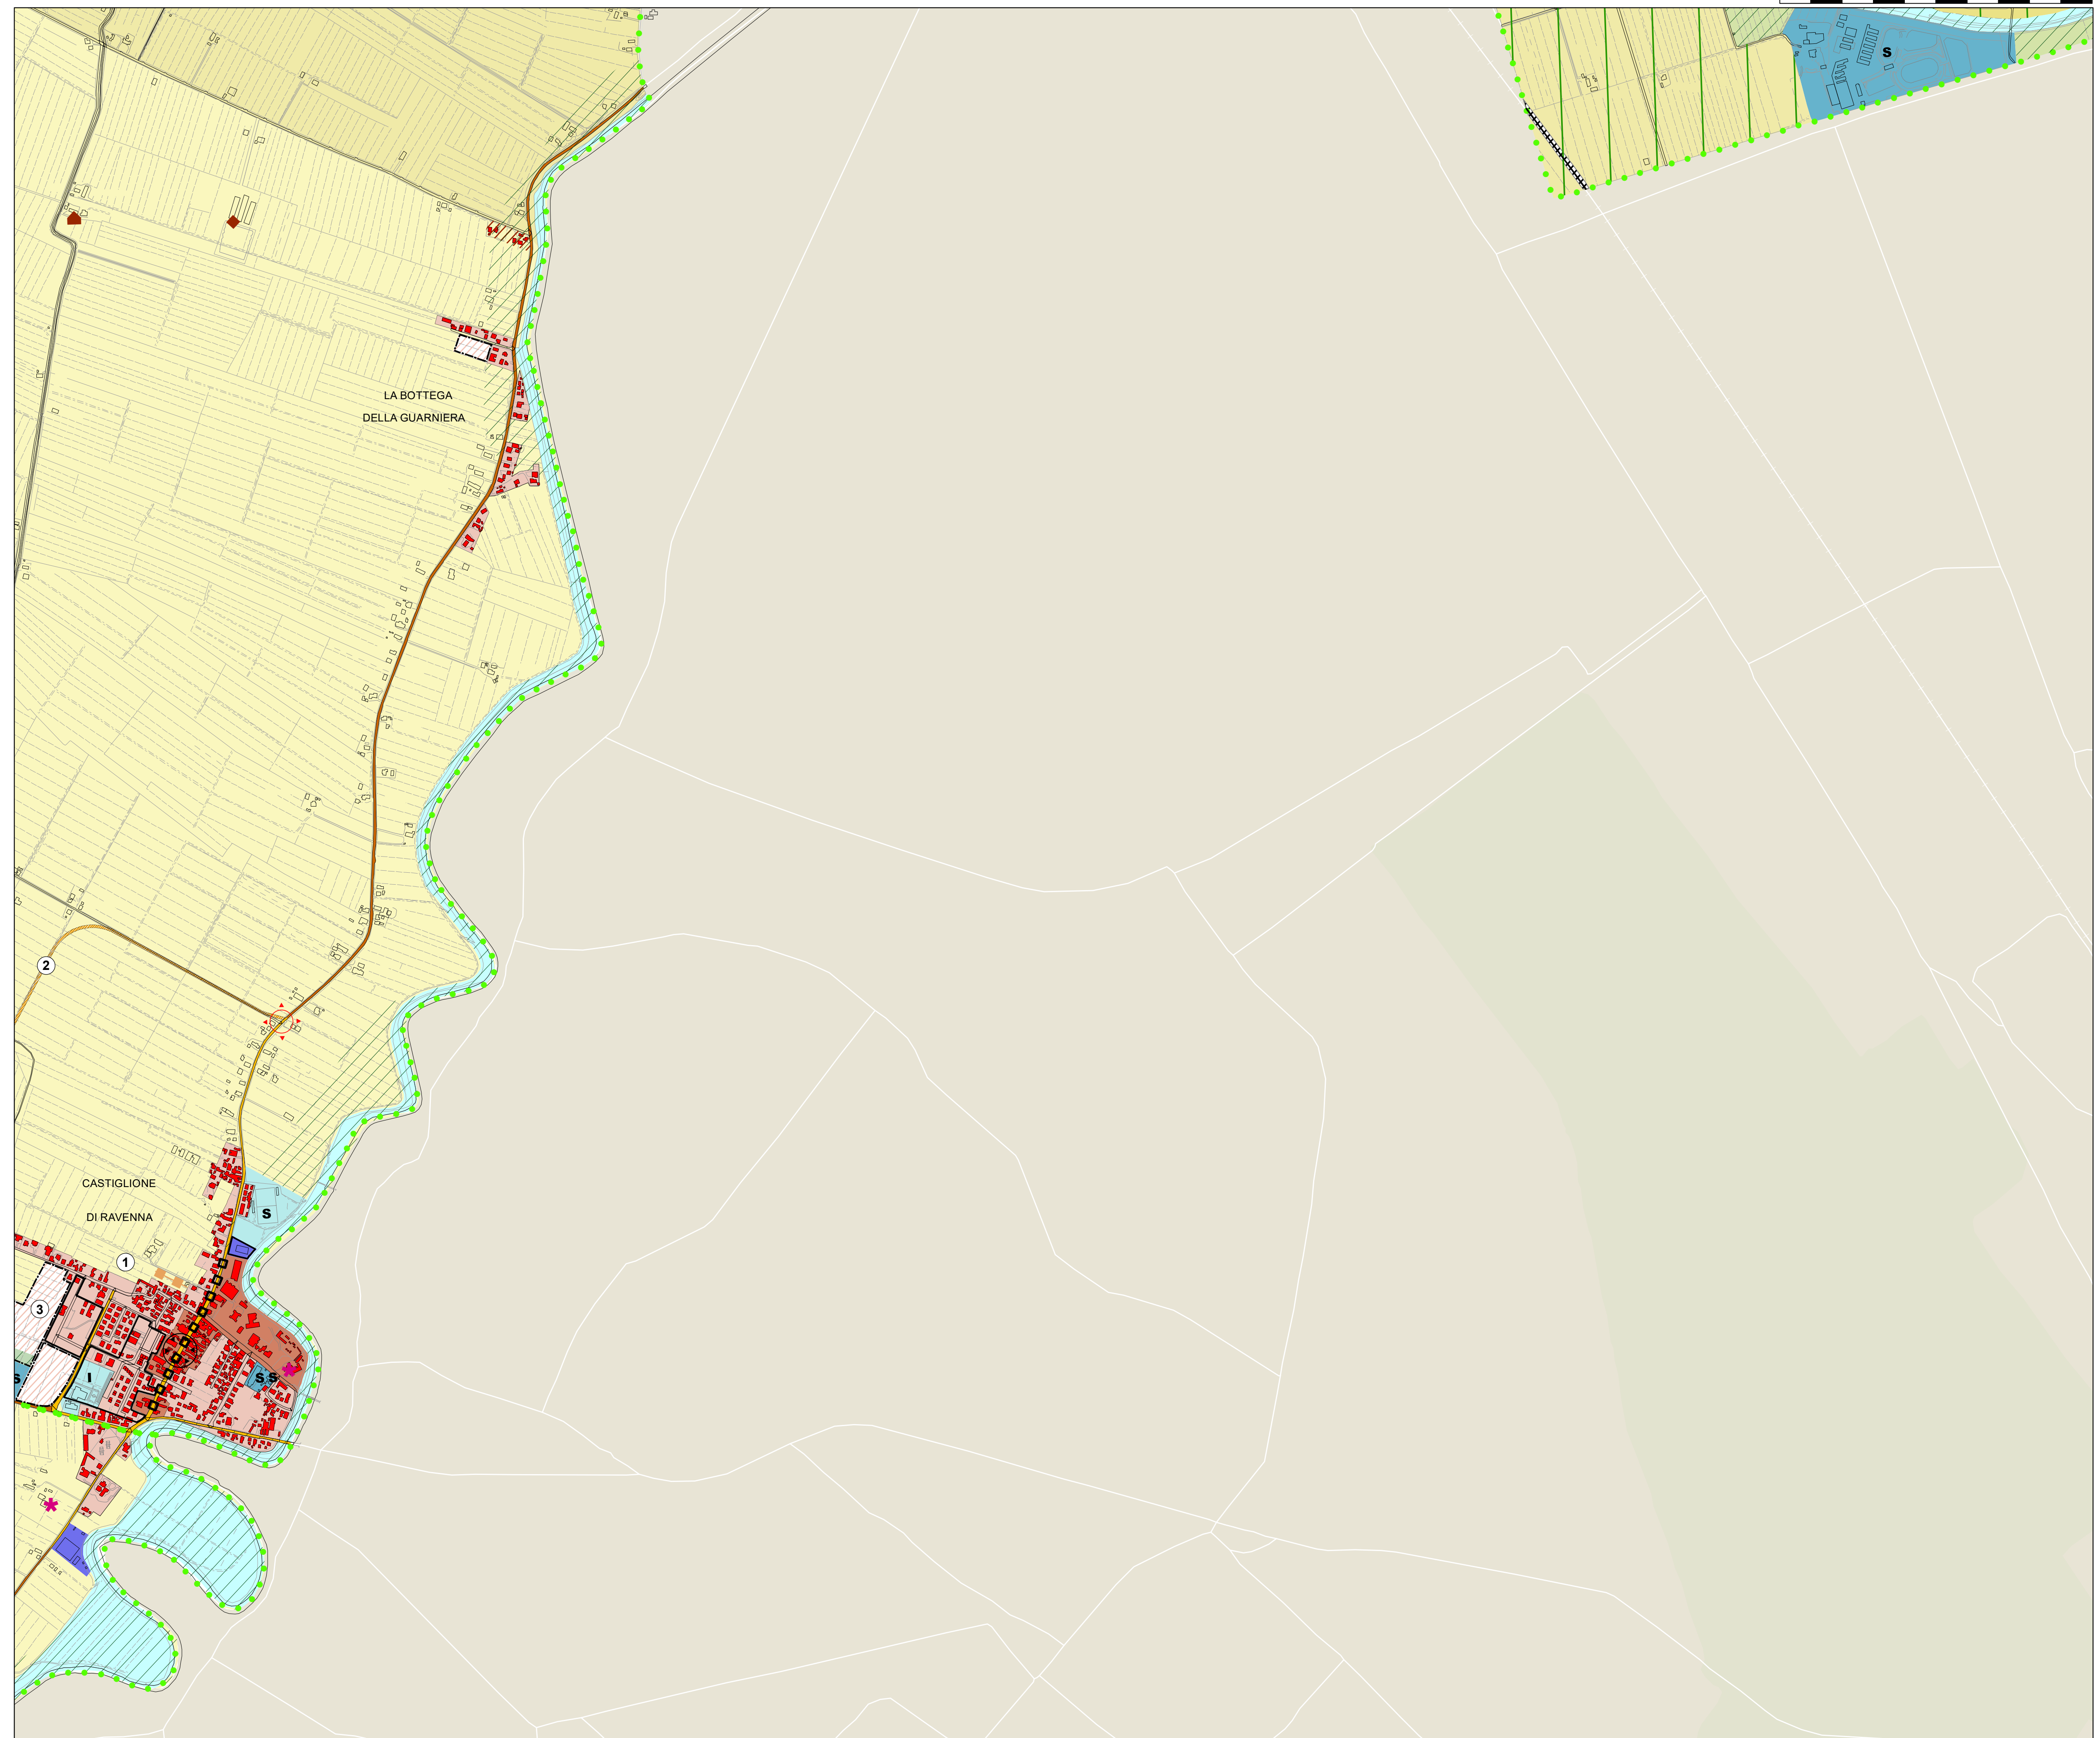 S
LA BOTTEGA
DELLA GUARNIERA
2
CASTIGLIONE
S
DI RAVENNA
1
3
S
I
S S